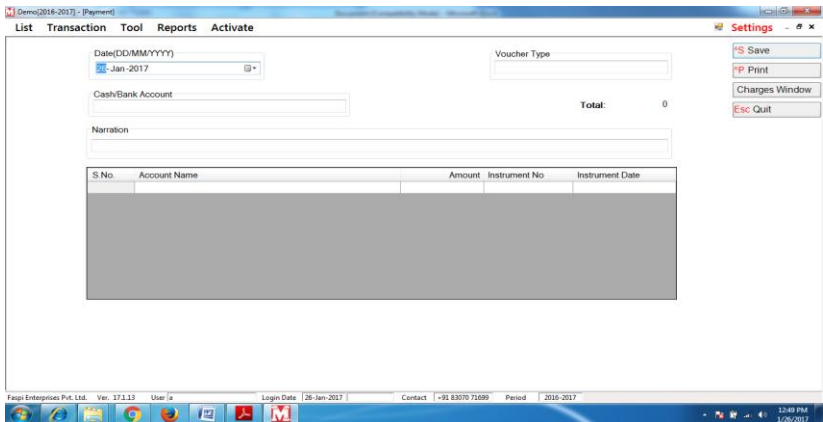 Demo[2016-2017] - [Payment]
List Transaction Tool Reports Activate Settings
Date(DD/MM/YYYY) Voucher Type ^S Save
26-Jan-2017 ^P Print
Cash/Bank Account Charges Window
Total: 0 Esc Quit
Narration
S.No. Account Name Amount Instrument No Instrument Date
Faspi Enterprises Pvt. Ltd. Ver. 17.1.13 User a Login Date 26-Jan-2017 Contact +91 83070 71699 Period 2016-2017
12:49 PM
1/26/2017